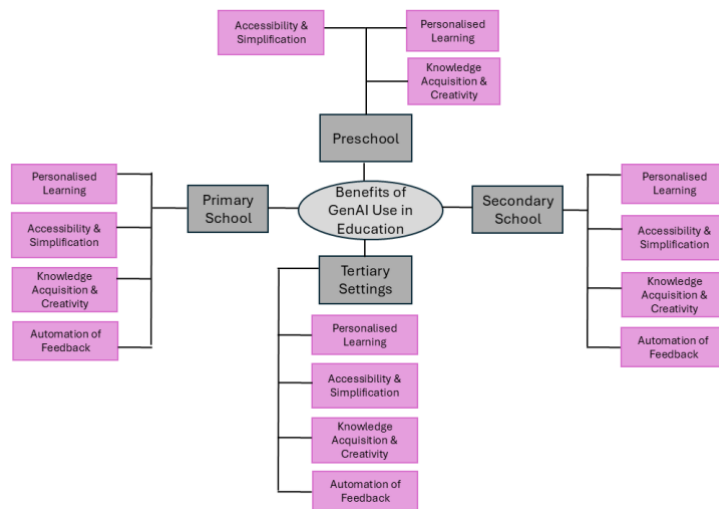 Accessibility &
Simplification
Personalised
Learning
Knowledge
Acquisition &
Creativity
Preschool
Benefits of
GenAI Use in
Education
Primary
School
Personalised
Learning
Accessibility &
Simplification
Knowledge
Acquisition &
Creativity
Automation of
Feedback
Secondary
School
Personalised
Learning
Accessibility &
Simplification
Knowledge
Acquisition &
Creativity
Automation of
Feedback
Tertiary
Settings
Personalised
Learning
Accessibility &
Simplification
Knowledge
Acquisition &
Creativity
Automation of
Feedback